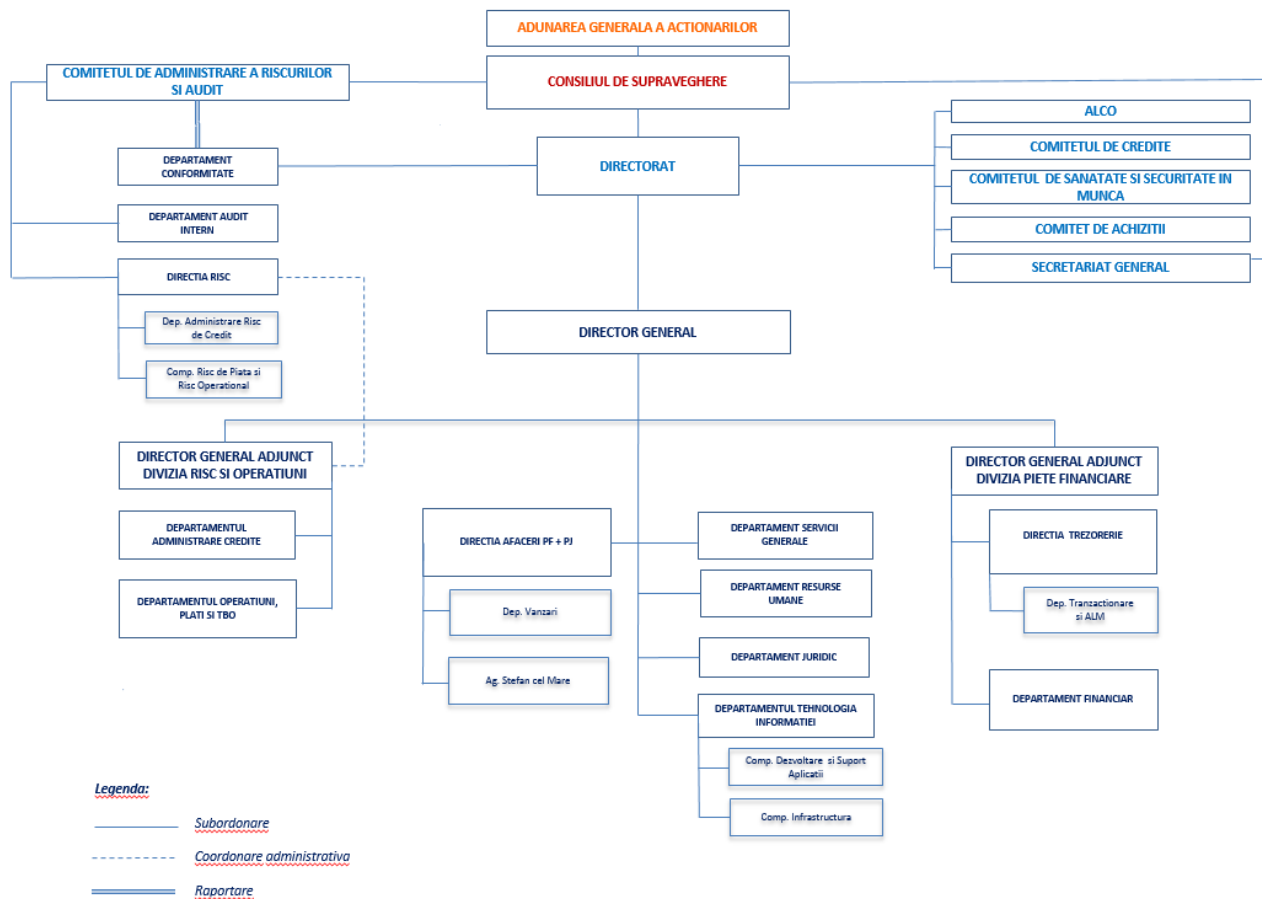 ADUNAREA GENERALA A ACTIONARILOR
COMITETUL DE ADMINISTRARE A RISCURILOR
SI AUDIT
CONSILIUL DE SUPRAVEGHERE
ALCO
COMITETUL DE CREDITE
COMITETUL DE SANATATE SI SECURITATE IN
MUNCA
COMITET DE ACHIZITII
SECRETARIAT GENERAL
DIRECTORAT
DEPARTAMENT
CONFORMITATE
DEPARTAMENT AUDIT
INTERN
DIRECTIA RISC
Dep. Administrare Risc
de Credit
Comp. Risc de Piata si
Risc Operational
DIRECTOR GENERAL
DIRECTOR GENERAL ADJUNCT
DIVIZIA RISC SI OPERATIUNI
DEPARTAMENTUL
ADMINISTRARE CREDITE
DEPARTAMENTUL OPERATIUNI,
PLATI SI TBO
DIRECTIA AFACERI PF + PJ
Dep. Vanzari
Ag. Stefan cel Mare
DEPARTAMENT SERVICII
GENERALE
DEPARTAMENT RESURSE
UMANE
DEPARTAMENT JURIDIC
DEPARTAMENTUL TEHNOLOGIA
INFORMATIEI
Comp. Dezvoltare si Suport
Aplicatii
Comp. Infrastructura
DIRECTOR GENERAL ADJUNCT
DIVIZIA PIETE FINANCIARE
DIRECTIA TREZORERIE
Dep. Tranzactionare
si ALM
DEPARTAMENT FINANCIAR
Legenda:
Subordonare
Coordonare administrativa
Raportare